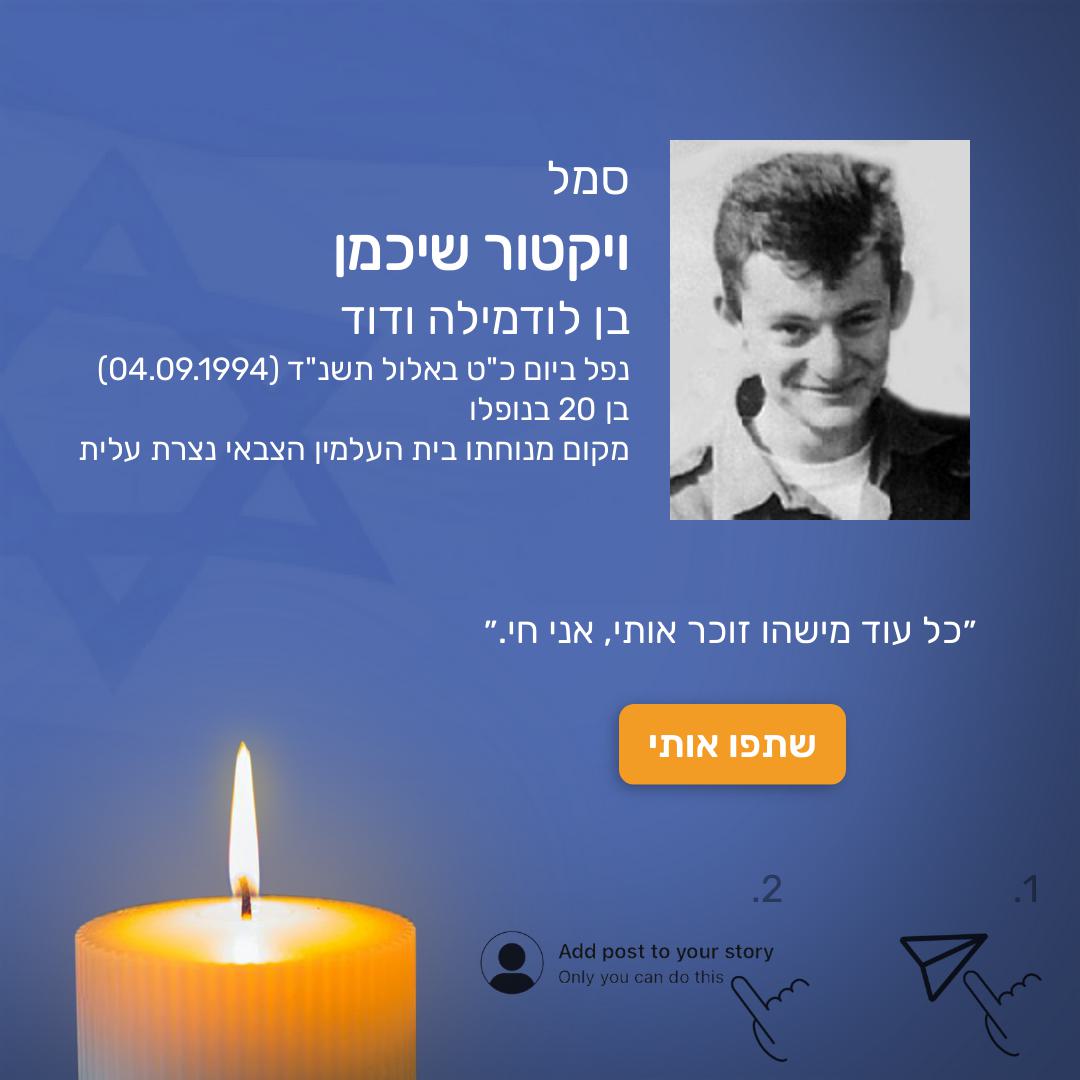 סמל
ויקטור שיכמן
בן לודמילה ודוד
נפל ביום כ"ט באלול תשנ"ד (04.09.1994)
בן 20 בנופלו
מקום מנוחתו בית העלמין הצבאי נצרת עלית
״כל עוד מישהו זוכר אותי, אני חי.״
שתפו אותי
1.
2.
Add post to your story
Only you can do this